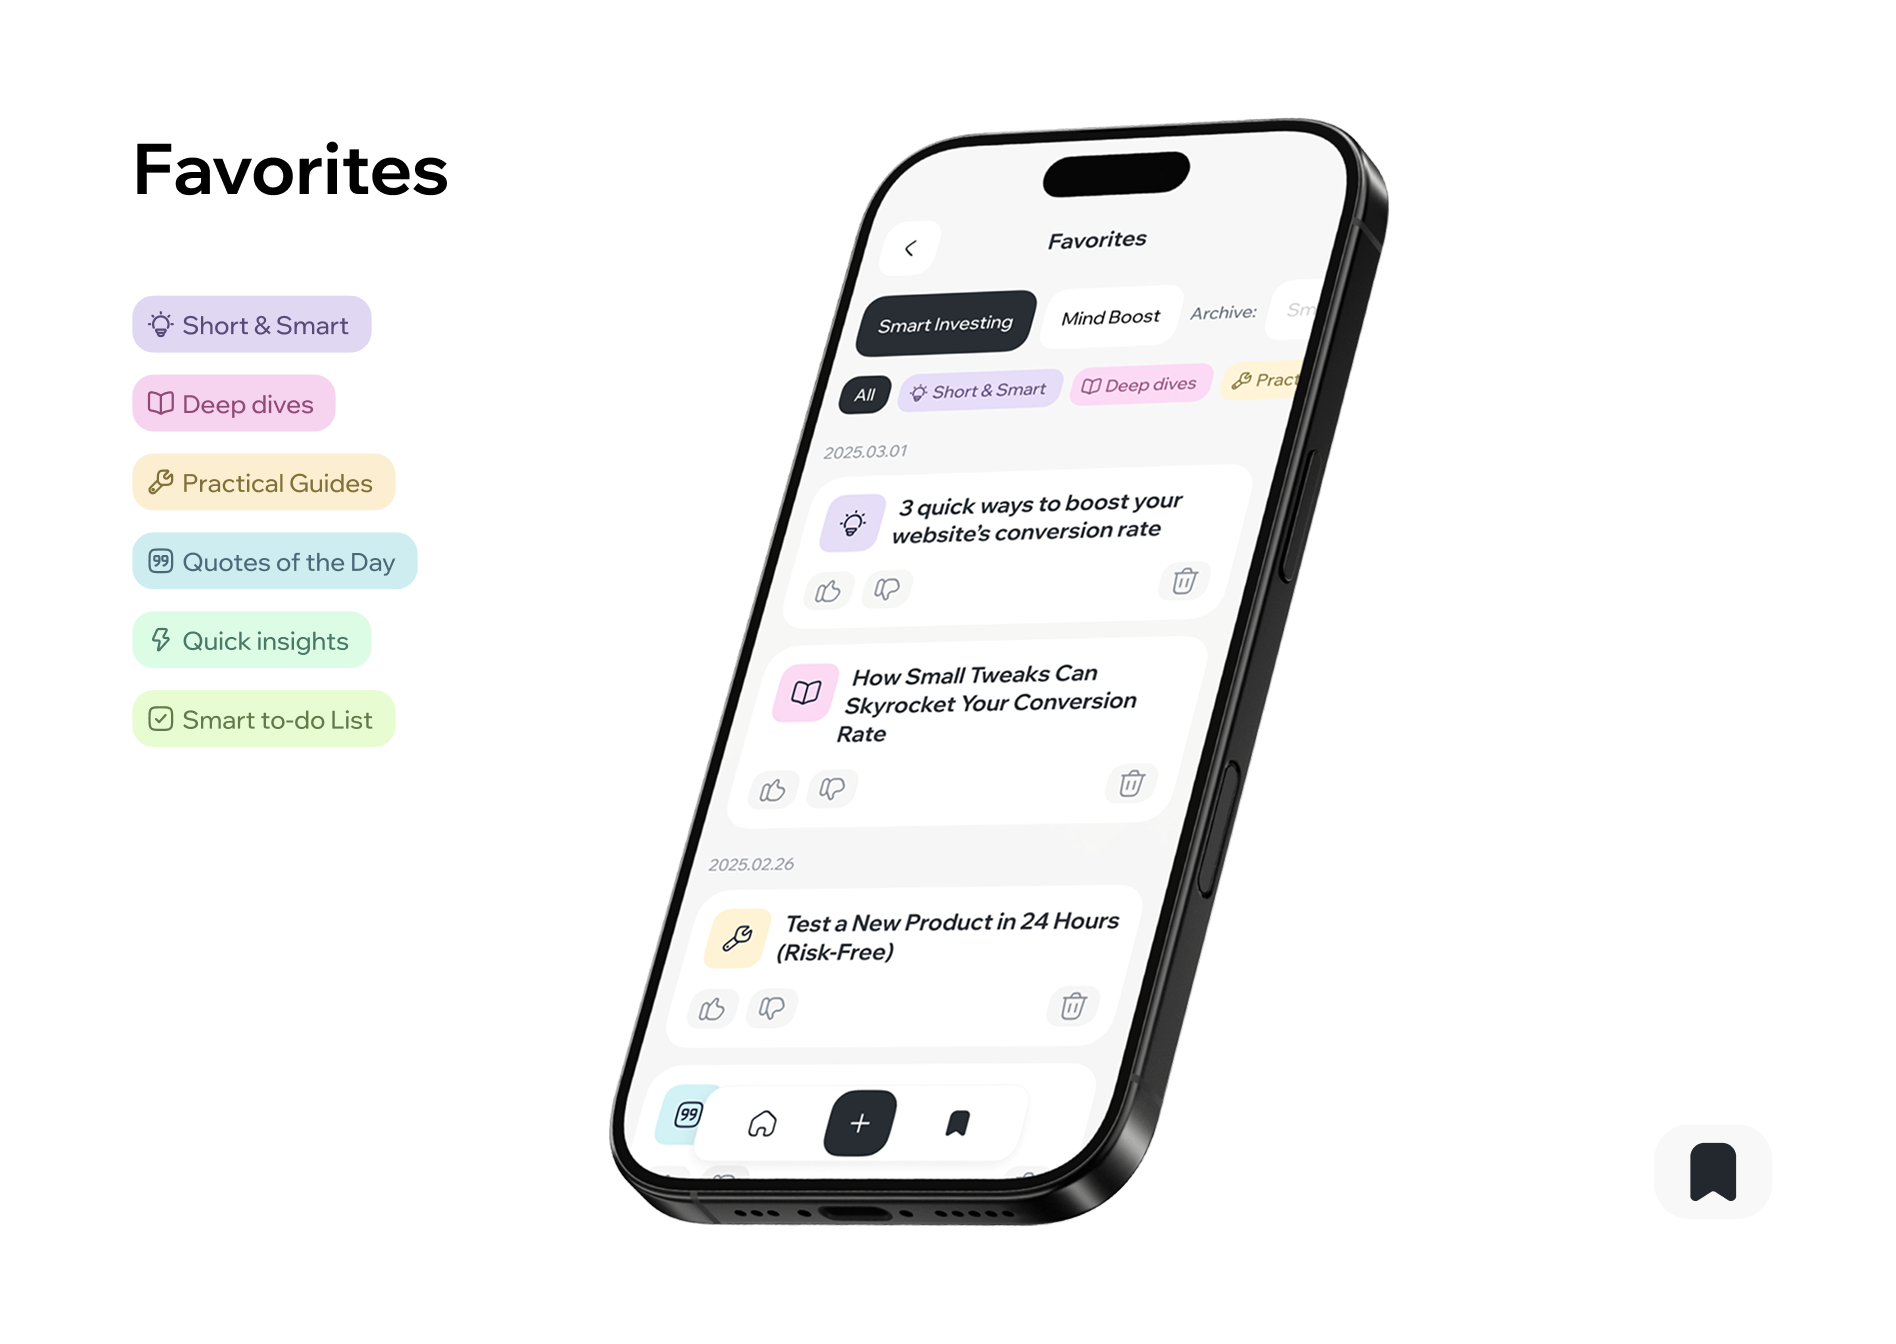 Favorites
Short & Smart
Deep dives
Practical Guides
Quotes of the Day
Quick insights
Smart to-do List
Favorites
Smart Investing
Mind Boost
Archive:
Sm
All
Short & Smart
Deep dives
Pract
2025.03.01
3 quick ways to boost your
website's conversion rate
How Small Tweaks Can
Skyrocket Your Conversion
Rate
2025.02.26
Test a New Product in 24 Hours
(Risk-Free)